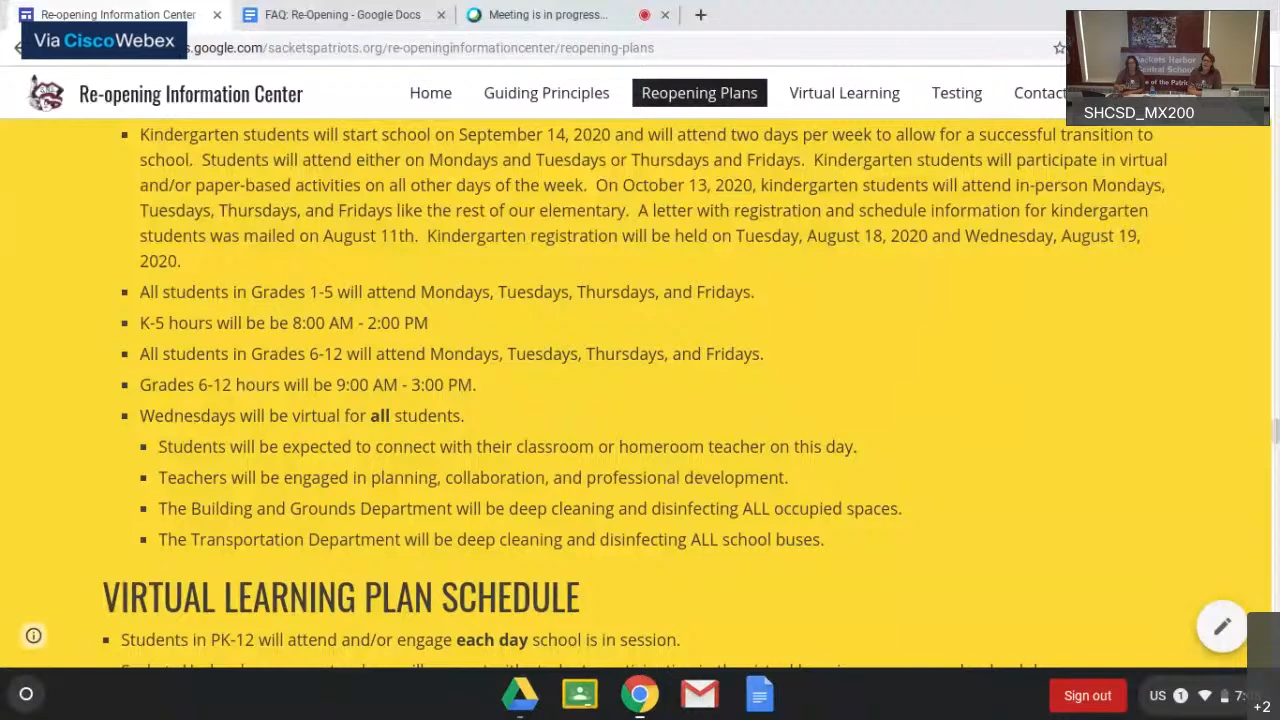 Re-Opening Information Center
FAQ: Re-Opening - Google Docs
Meeting is in progress...
Via CiscoWebex
s.google.com/sacketspatriots.org/re-openinginformationcenter/reopening-plans
Re-opening Information Center
Home
Guiding Principles
Reopening Plans
Virtual Learning
Testing
Contact
Sackets Harbor
Central School
e of the Patri
SHCSD_MX200
Kindergarten students will start school on September 14, 2020 and will attend two days per week to allow for a successful transition to
school. Students will attend either on Mondays and Tuesdays or Thursdays and Fridays. Kindergarten students will participate in virtual
and/or paper-based activities on all other days of the week. On October 13, 2020, kindergarten students will attend in-person Mondays,
Tuesdays, Thursdays, and Fridays like the rest of our elementary. A letter with registration and schedule information for kindergarten
students was mailed on August 11th. Kindergarten registration will be held on Tuesday, August 18, 2020 and Wednesday, August 19,
2020.
All students in Grades 1-5 will attend Mondays, Tuesdays, Thursdays, and Fridays.
K-5 hours will be be 8:00 AM - 2:00 PM
All students in Grades 6-12 will attend Mondays, Tuesdays, Thursdays, and Fridays.
Grades 6-12 hours will be 9:00 AM - 3:00 PM.
Wednesdays will be virtual for all students.
Students will be expected to connect with their classroom or homeroom teacher on this day.
Teachers will be engaged in planning, collaboration, and professional development.
The Building and Grounds Department will be deep cleaning and disinfecting ALL occupied spaces.
The Transportation Department will be deep cleaning and disinfecting ALL school buses.
VIRTUAL LEARNING PLAN SCHEDULE
Students in PK-12 will attend and/or engage each day school is in session.
Sign out
US
1
7:
+2